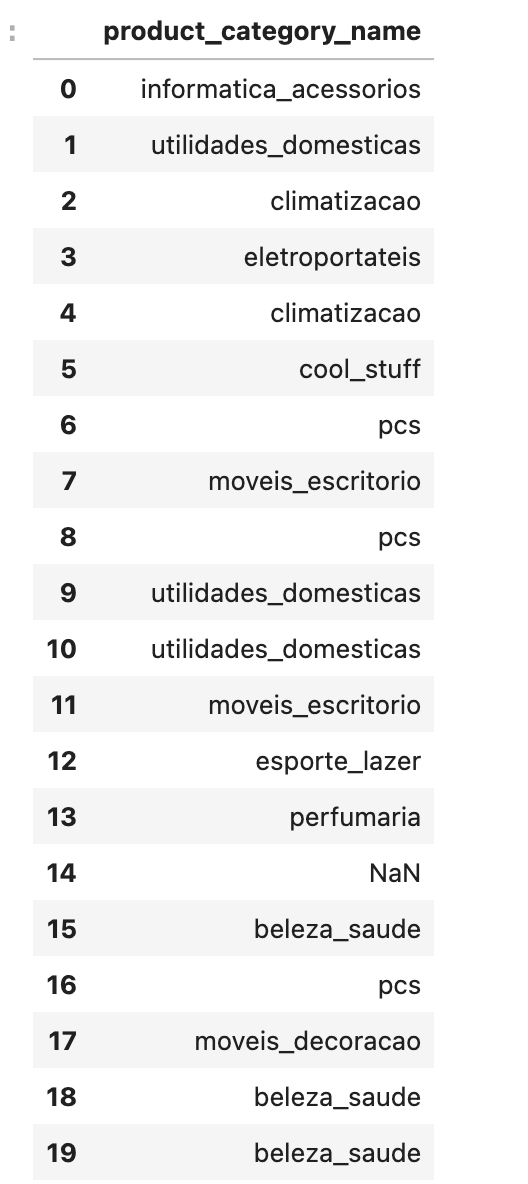 : product_category_name
0 informatica_acessorios
1 utilidades_domesticas
2 climatizacao
3 eletroportateis
4 climatizacao
5 cool_stuff
6 pcs
7 moveis_escritorio
8 pcs
9 utilidades_domesticas
10 utilidades_domesticas
11 moveis_escritorio
12 esporte_lazer
13 perfumaria
14 NaN
15 beleza_saude
16 pcs
17 moveis_decoracao
18 beleza_saude
19 beleza_saude